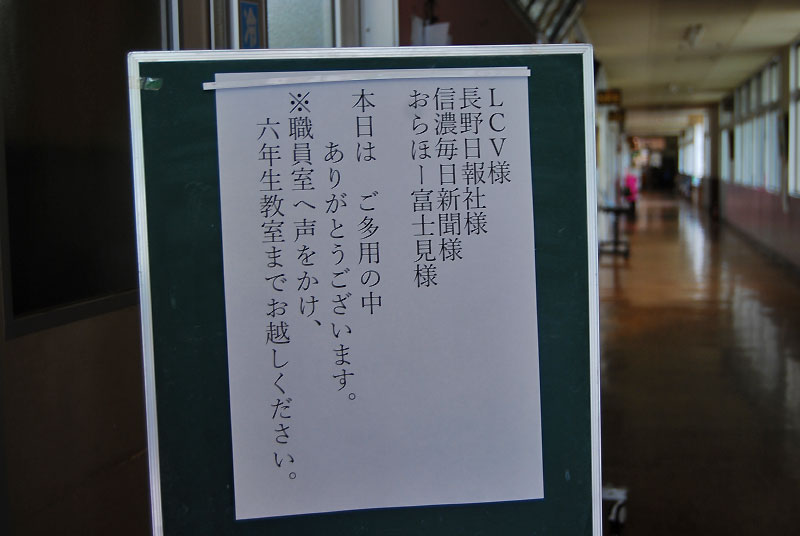 LCV様
長野日報社様
信濃毎日新聞様
おらほー富士見様
本日は　ご多用の中
ありがとうございます。
※職員室へ声をかけ、
六年生教室までお越しください。
冷